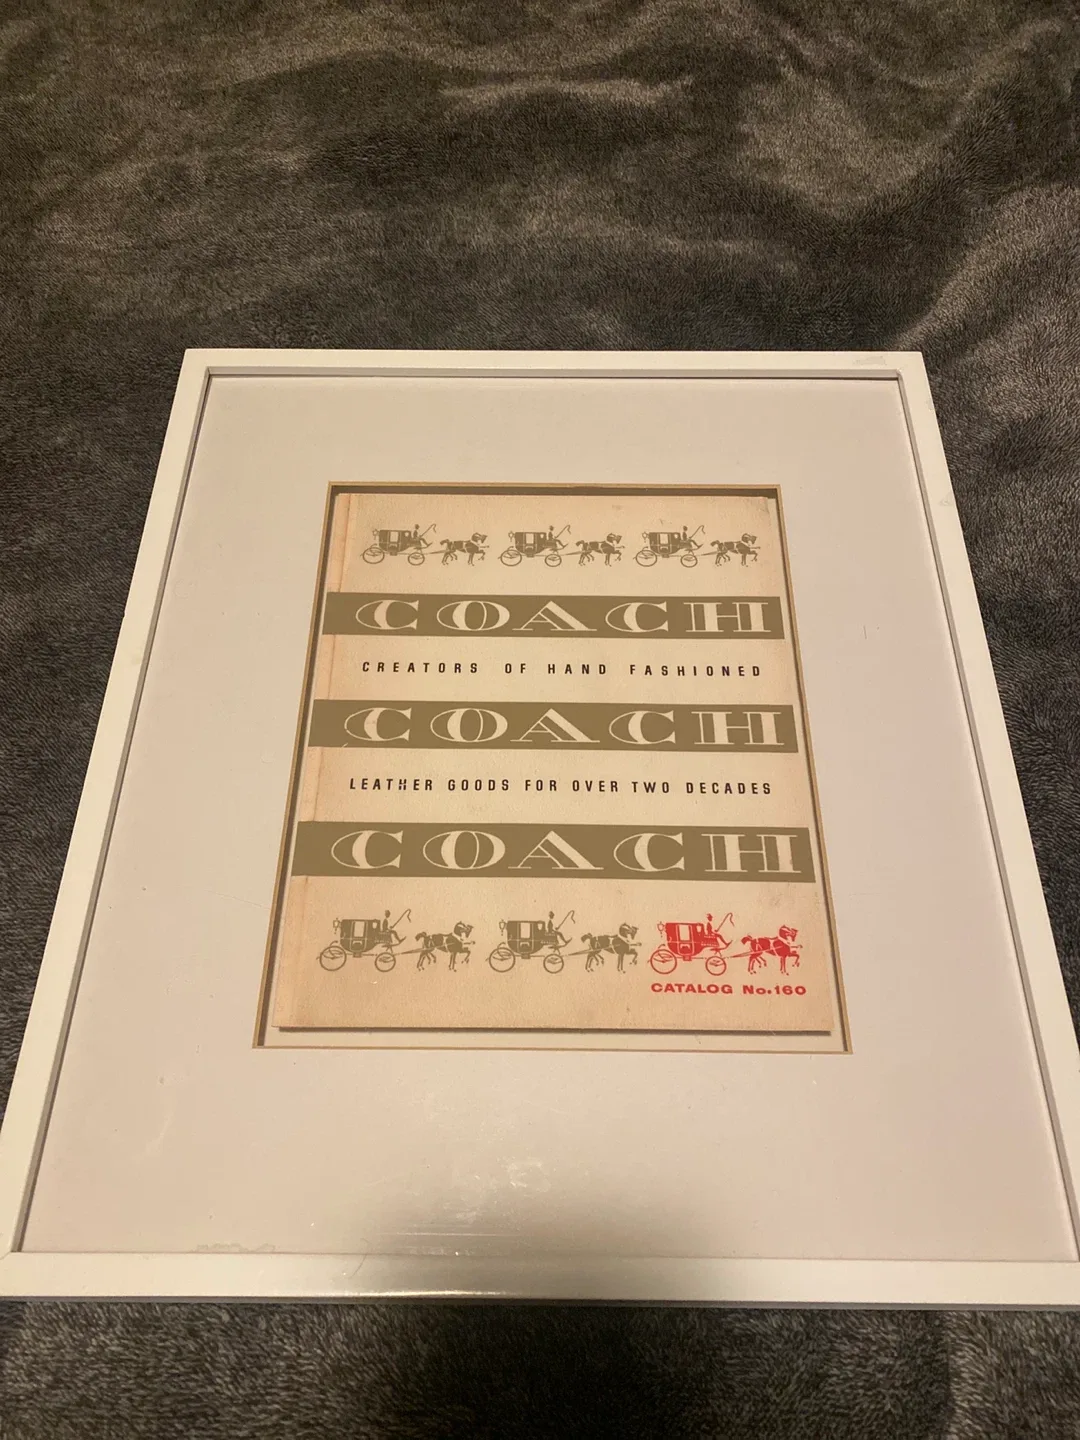 COACH
CREATORS OF HAND FASHIONED
COACH
LEATHER GOODS FOR OVER TWO DECADES
COACH
CATALOG No.160